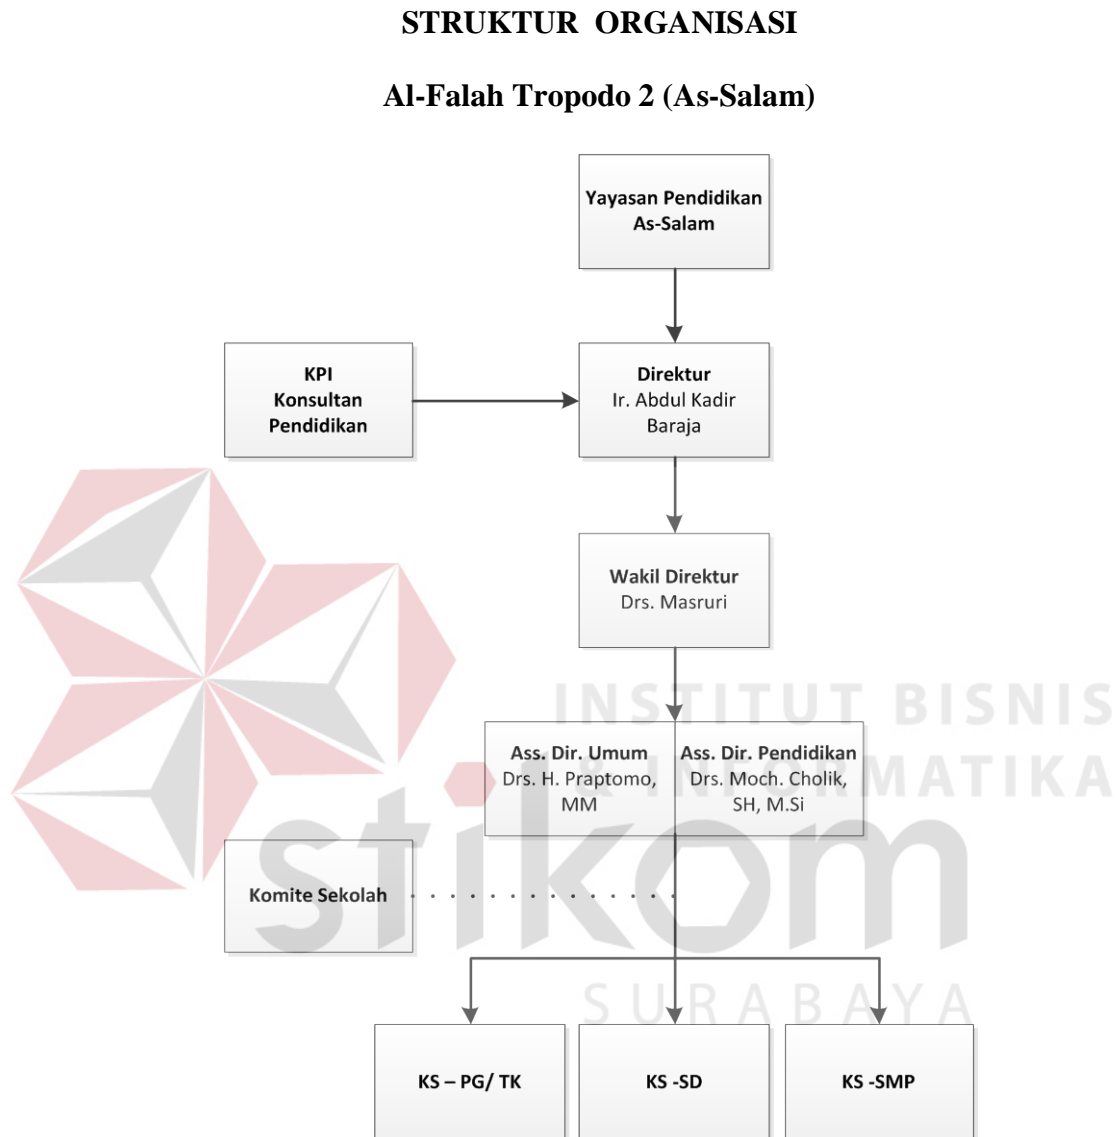 STRUKTUR ORGANISASI
Al-Falah Tropodo 2 (As-Salam)
Yayasan Pendidikan
As-Salam
KPI
Konsultan
Pendidikan
Direktur
Ir. Abdul Kadir
Baraja
Wakil Direktur
Drs. Masruri
INSTITUT BISNIS
& INFORMATIKA
Ass. Dir. Umum
Drs. H. Praptomo,
MM
Ass. Dir. Pendidikan
Drs. Moch. Cholik,
SH, M.Si
stikom
Komite Sekolah
SURABAYA
KS – PG/ TK
KS -SD
KS -SMP